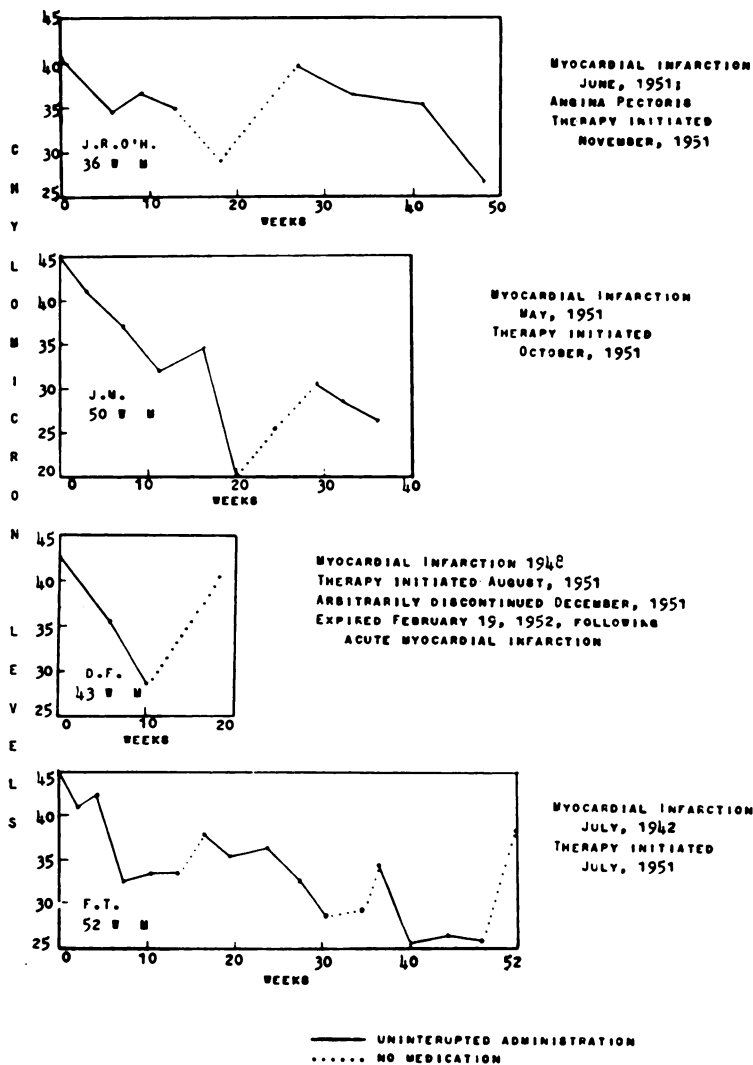 CHYLOMICRON LEVELS
45
40
35
30
25
J.R.O'H.
36 W M
0 10 20 30 40 50
WEEKS
MYOCARDIAL INFARCTION
JUNE, 1951;
ANGINA PECTORIS
THERAPY INITIATED
NOVEMBER, 1951
45
40
35
30
25
20
J.M.
50 W M
0 10 20 30 40
WEEKS
MYOCARDIAL INFARCTION
MAY, 1951
THERAPY INITIATED
OCTOBER, 1951
45
40
35
30
25
D.F.
43 W M
0 10 20
WEEKS
MYOCARDIAL INFARCTION 1948
THERAPY INITIATED AUGUST, 1951
ARBITRARILY DISCONTINUED DECEMBER, 1951
EXPIRED FEBRUARY 19, 1952, FOLLOWING
ACUTE MYOCARDIAL INFARCTION
45
40
35
30
25
F.T.
52 W M
0 10 20 30 40 52
WEEKS
MYOCARDIAL INFARCTION
JULY, 1942
THERAPY INITIATED
JULY, 1951
UNINTERUPTED ADMINISTRATION
NO MEDICATION